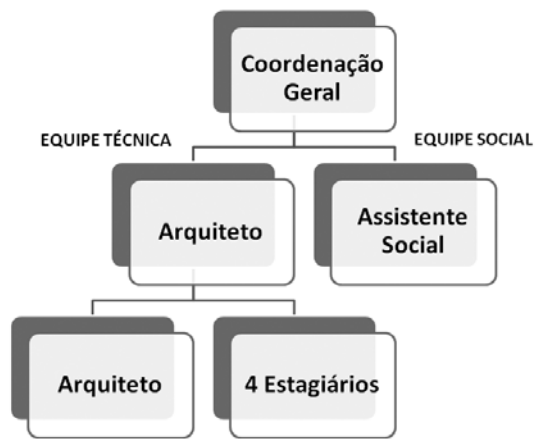 Coordenação
Geral
EQUIPE TÉCNICA
EQUIPE SOCIAL
Arquiteto
Assistente
Social
Arquiteto
4 Estagiários